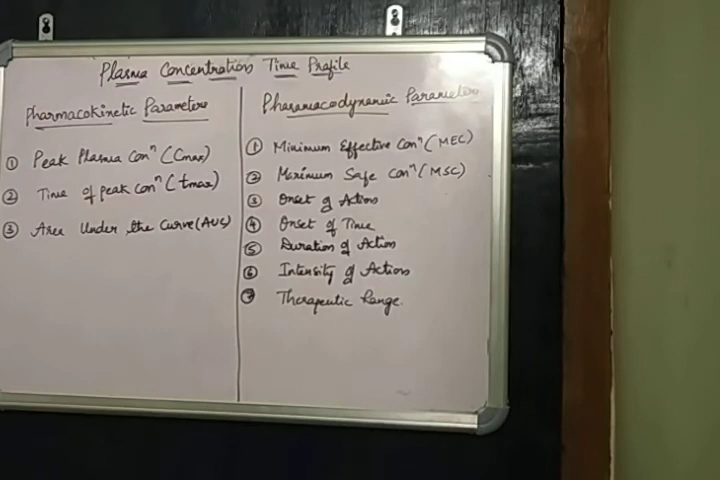 Plasma Concentration Time Profile
Pharmacokinetic Parameters
① Peak Plasma Conⁿ (Cmax)
② Time of peak conⁿ (tmax)
③ Area Under the Curve (AUC)
Pharamacodynamic Parameters
① Minimum Effective Conⁿ (MEC)
② Maximum Safe Conⁿ (MSC)
③ Onset of Action
④ Onset of Time
⑤ Duration of Action
⑥ Intensity of Action
⑦ Therapeutic Range.